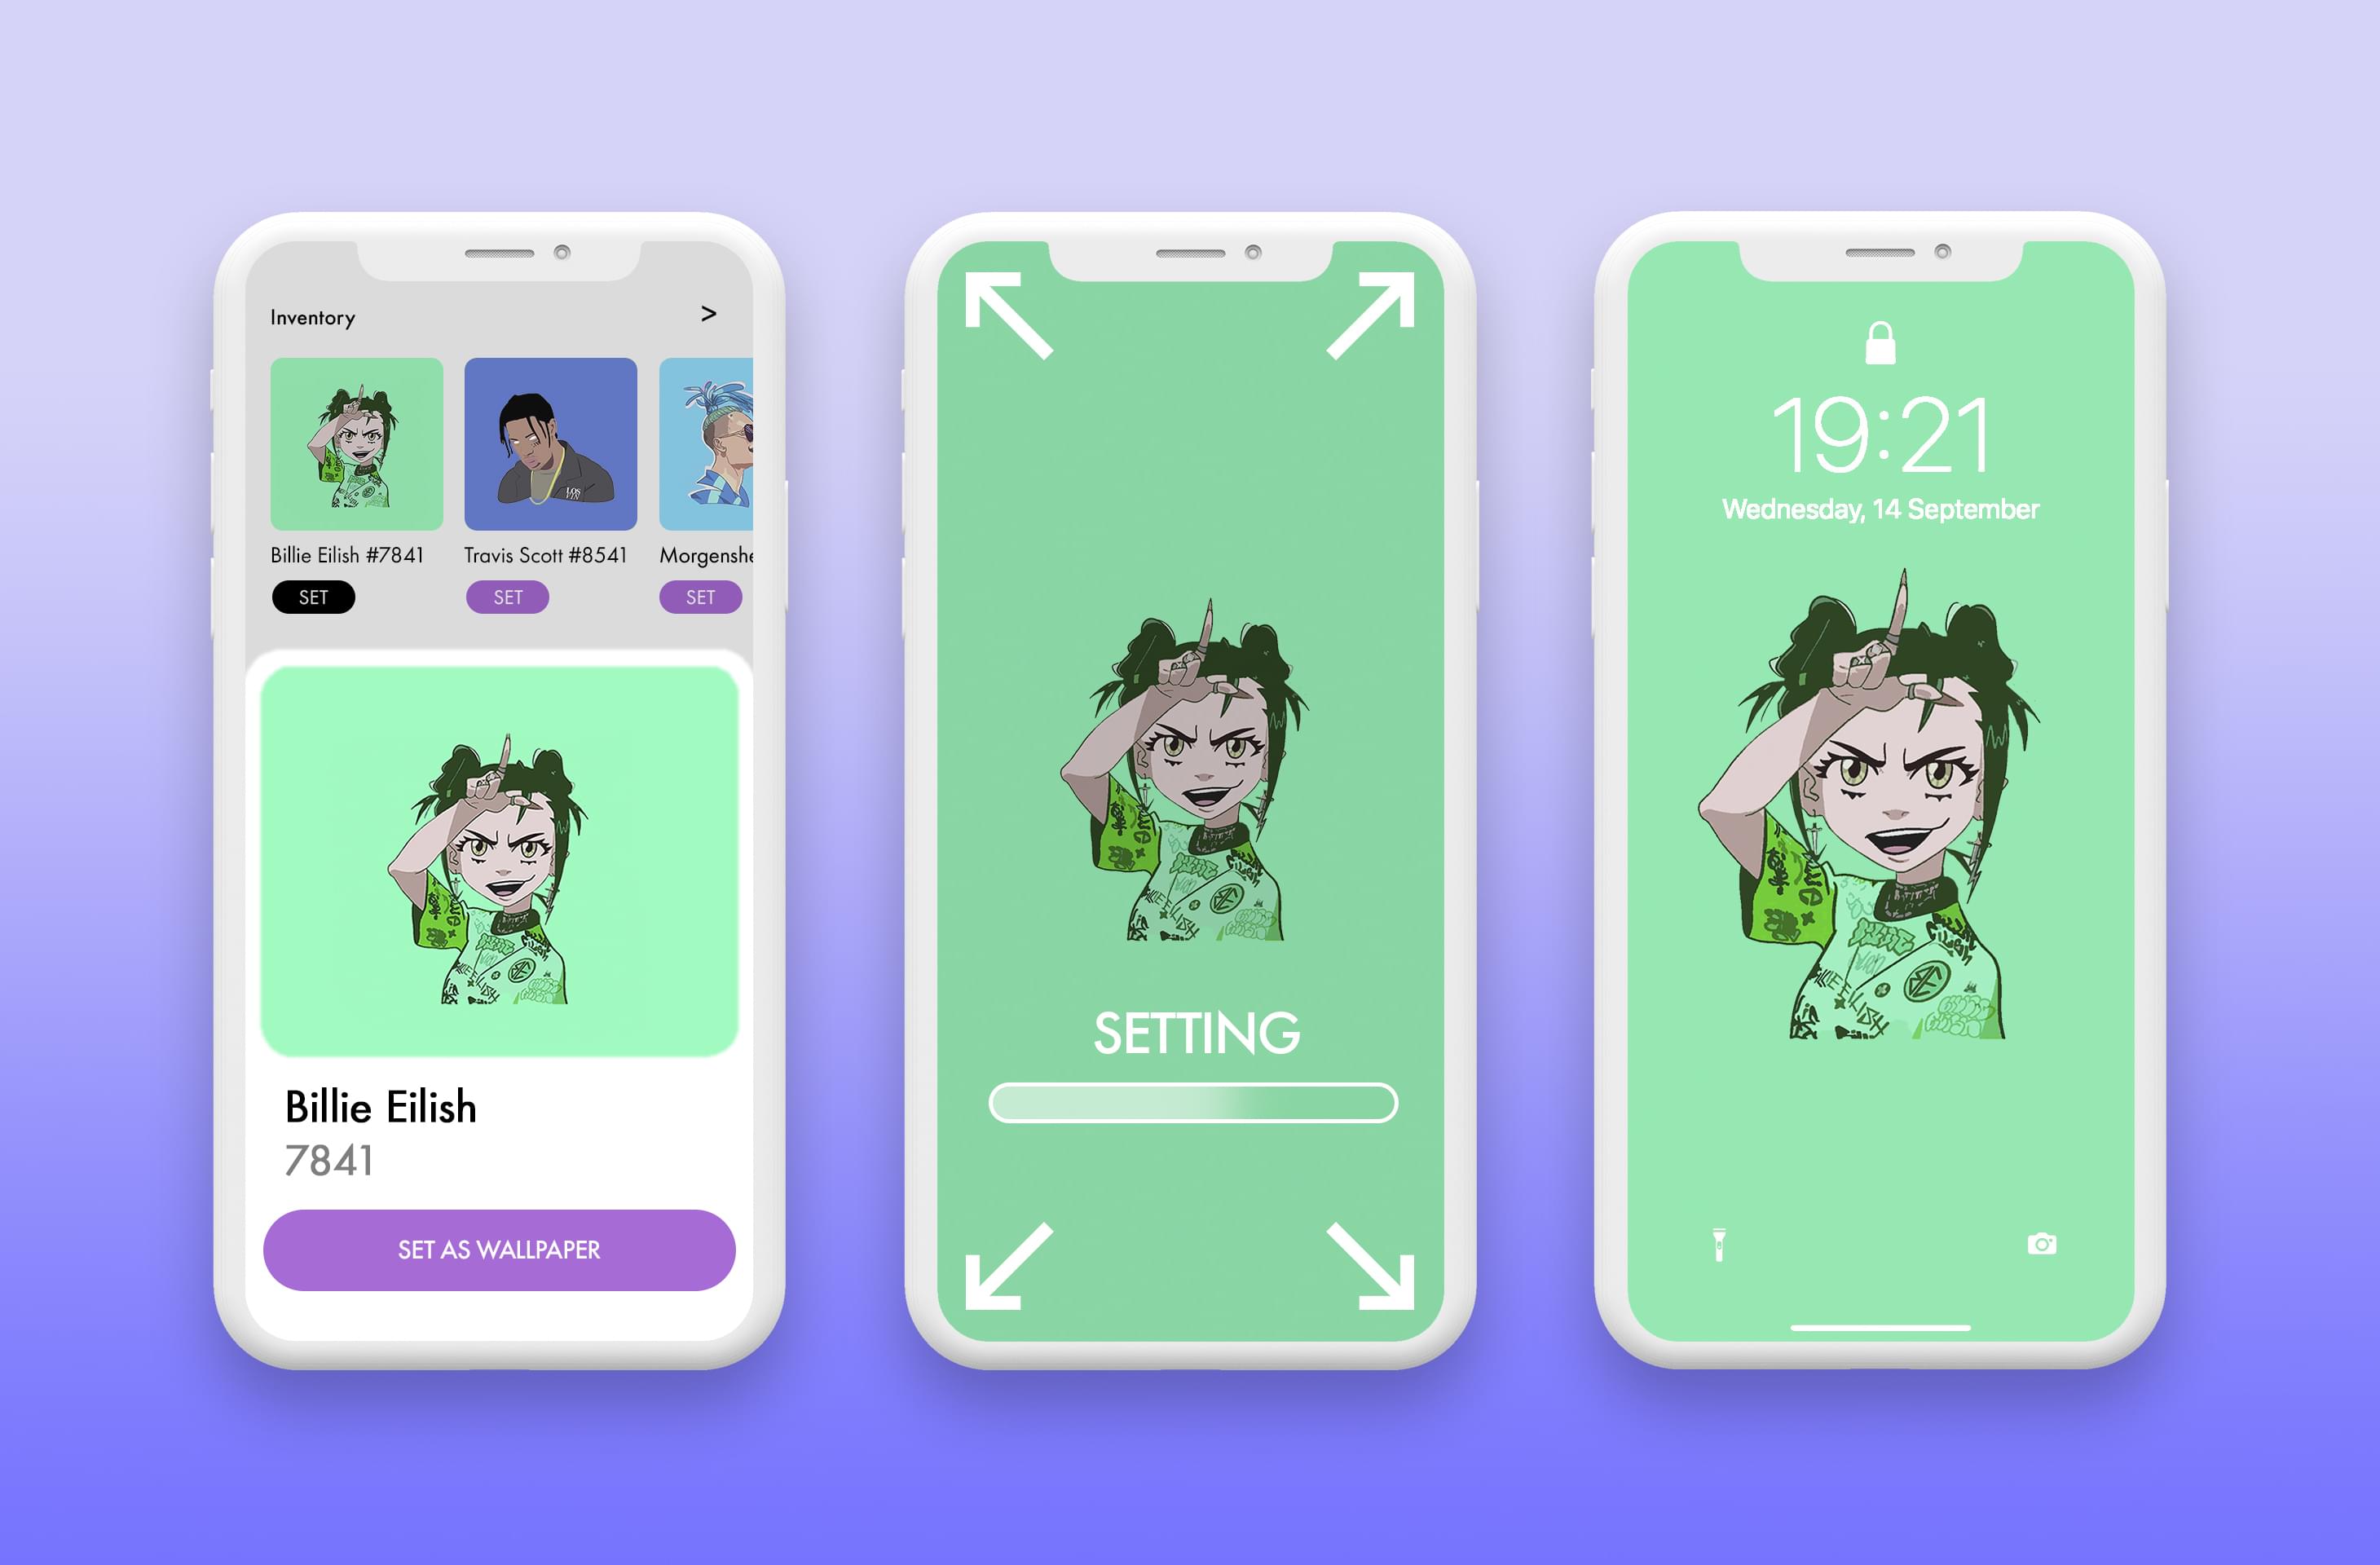 Inventory
>
Billie Eilish #7841
Travis Scott #8541
Morgenshe
SET
SET
SET
Billie Eilish
7841
SET AS WALLPAPER
SETTING
19:21
Wednesday, 14 September